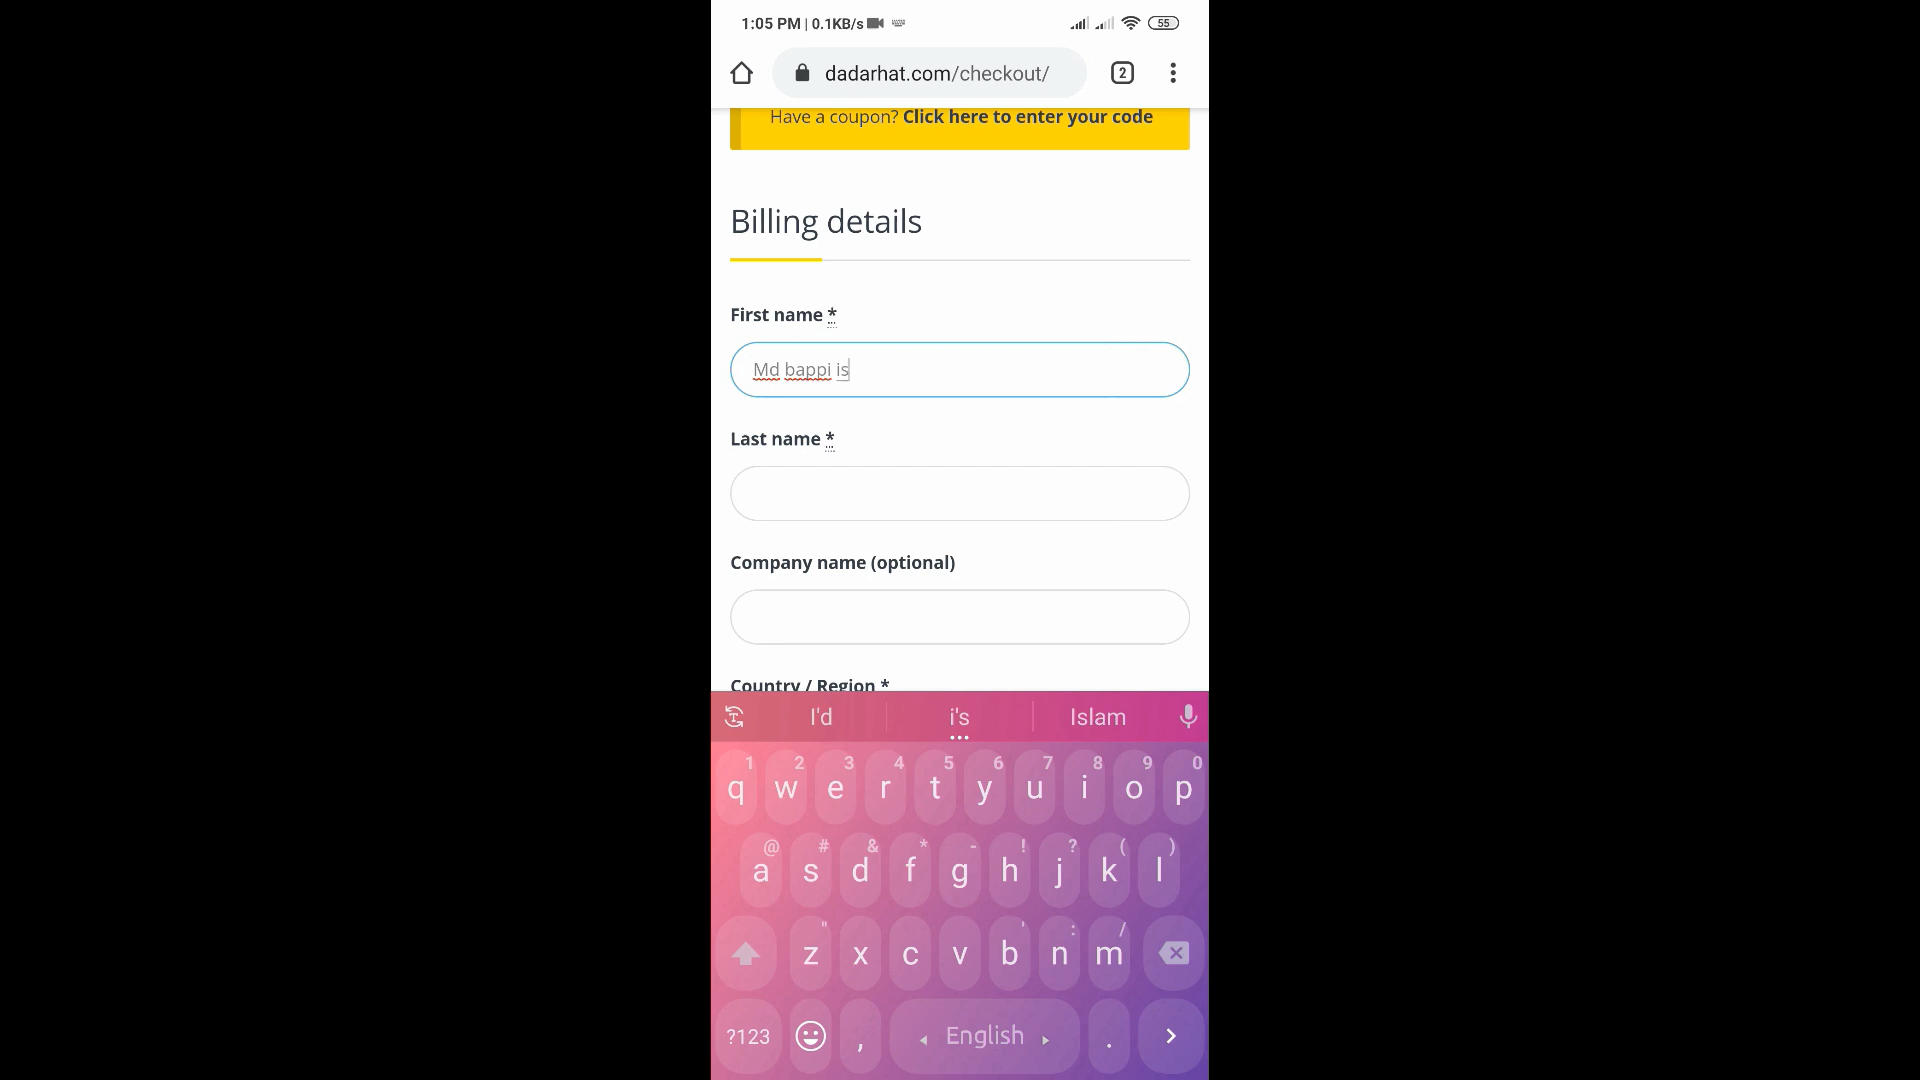 1:05 PM | 0.1KB/s 55
dadarhat.com/checkout/ 2
Have a coupon? Click here to enter your code
Billing details
First name *
Md bappi is
Last name *
Company name (optional)
Country / Region *
I'd i's Islam
1 2 3 4 5 6 7 8 9 0
q w e r t y u i o p
@ # & * - ! ? ( )
a s d f g h j k l
" ' : /
z x c v b n m
?123 , English .